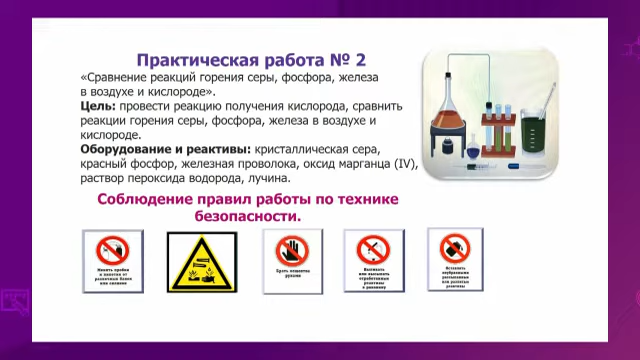 Практическая работа № 2
«Сравнение реакций горения серы, фосфора, железа
в воздухе и кислороде».
Цель: провести реакцию получения кислорода, сравнить
реакции горения серы, фосфора, железа в воздухе и
кислороде.
Оборудование и реактивы: кристаллическая сера,
красный фосфор, железная проволока, оксид марганца (IV),
раствор пероксида водорода, лучина.
Соблюдение правил работы по технике
безопасности.
Брать вещества
руками